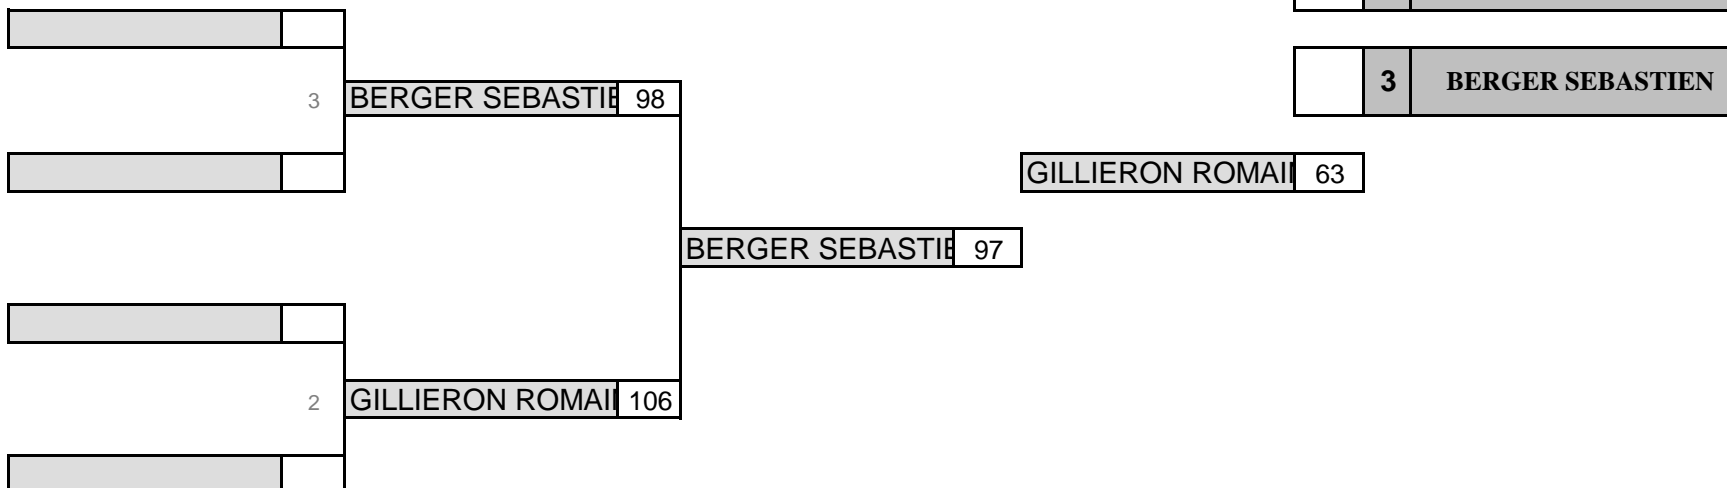 3 BERGER SEBASTIEN
3 BERGER SEBASTIE 98
GILLIERON ROMAI 63
BERGER SEBASTIE 97
2 GILLIERON ROMAI 106